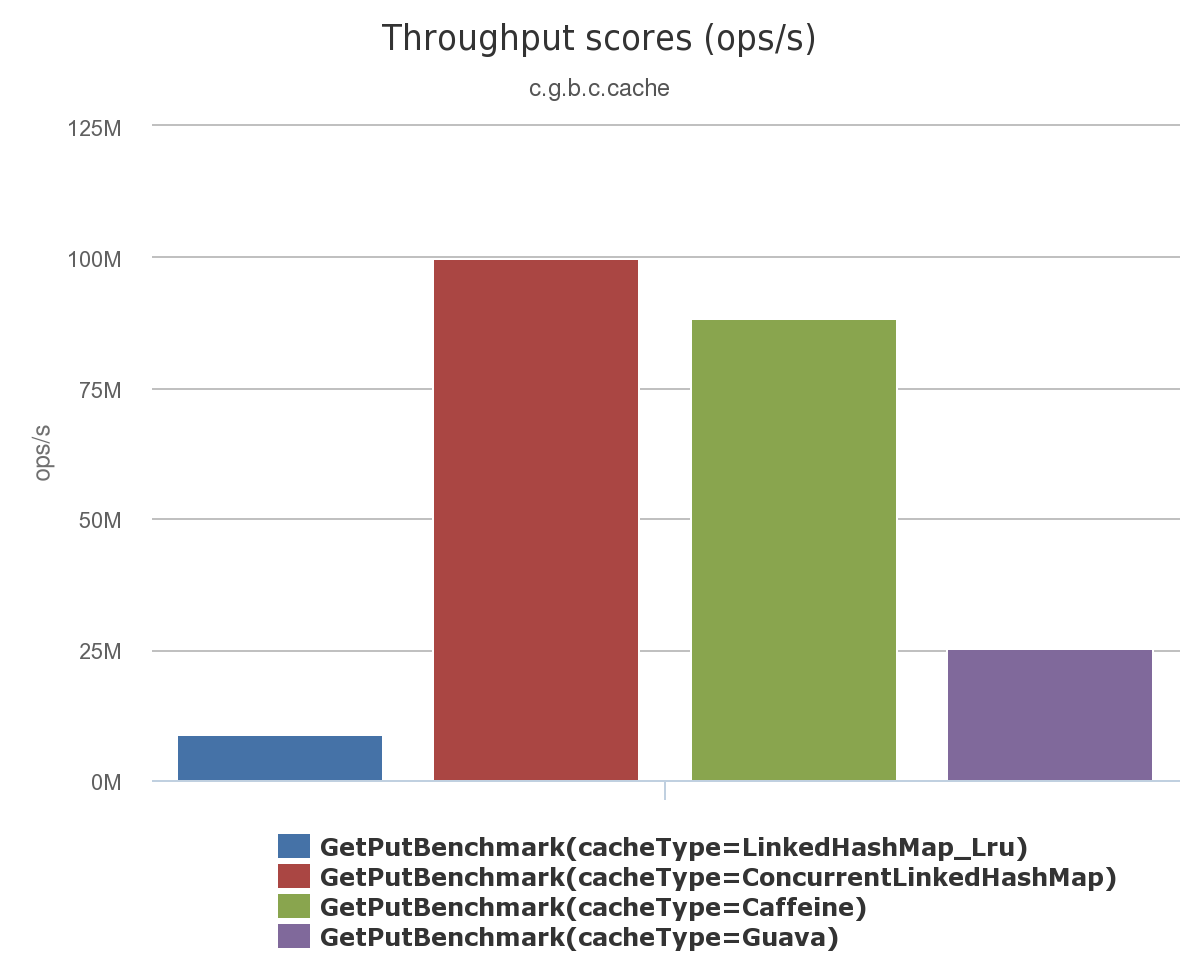 Throughput scores (ops/s)
c.g.b.c.cache
125M
100M
75M
50M
25M
0M
ops/s
GetPutBenchmark(cacheType=LinkedHashMap_Lru)
GetPutBenchmark(cacheType=ConcurrentLinkedHashMap)
GetPutBenchmark(cacheType=Caffeine)
GetPutBenchmark(cacheType=Guava)